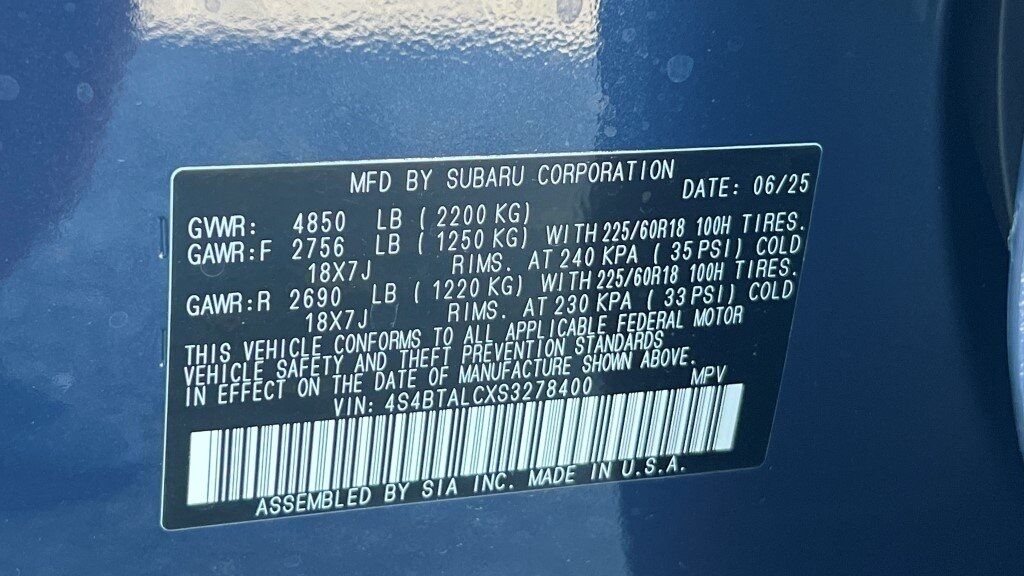 MFD BY SUBARU CORPORATION DATE: 06/25
GVWR: 4850 LB ( 2200 KG)
GAWR:F 2756 LB ( 1250 KG) WITH 225/60R18 100H TIRES.
18X7J RIMS. AT 240 KPA ( 35 PSI) COLD
GAWR:R 2690 LB ( 1220 KG) WITH 225/60R18 100H TIRES.
18X7J RIMS. AT 230 KPA ( 33 PSI) COLD
THIS VEHICLE CONFORMS TO ALL APPLICABLE FEDERAL MOTOR
VEHICLE SAFETY AND THEFT PREVENTION STANDARDS
IN EFFECT ON THE DATE OF MANUFACTURE SHOWN ABOVE.
VIN: 4S4BTALCXS3278400 MPV
ASSEMBLED BY SIA INC. MADE IN U.S.A.